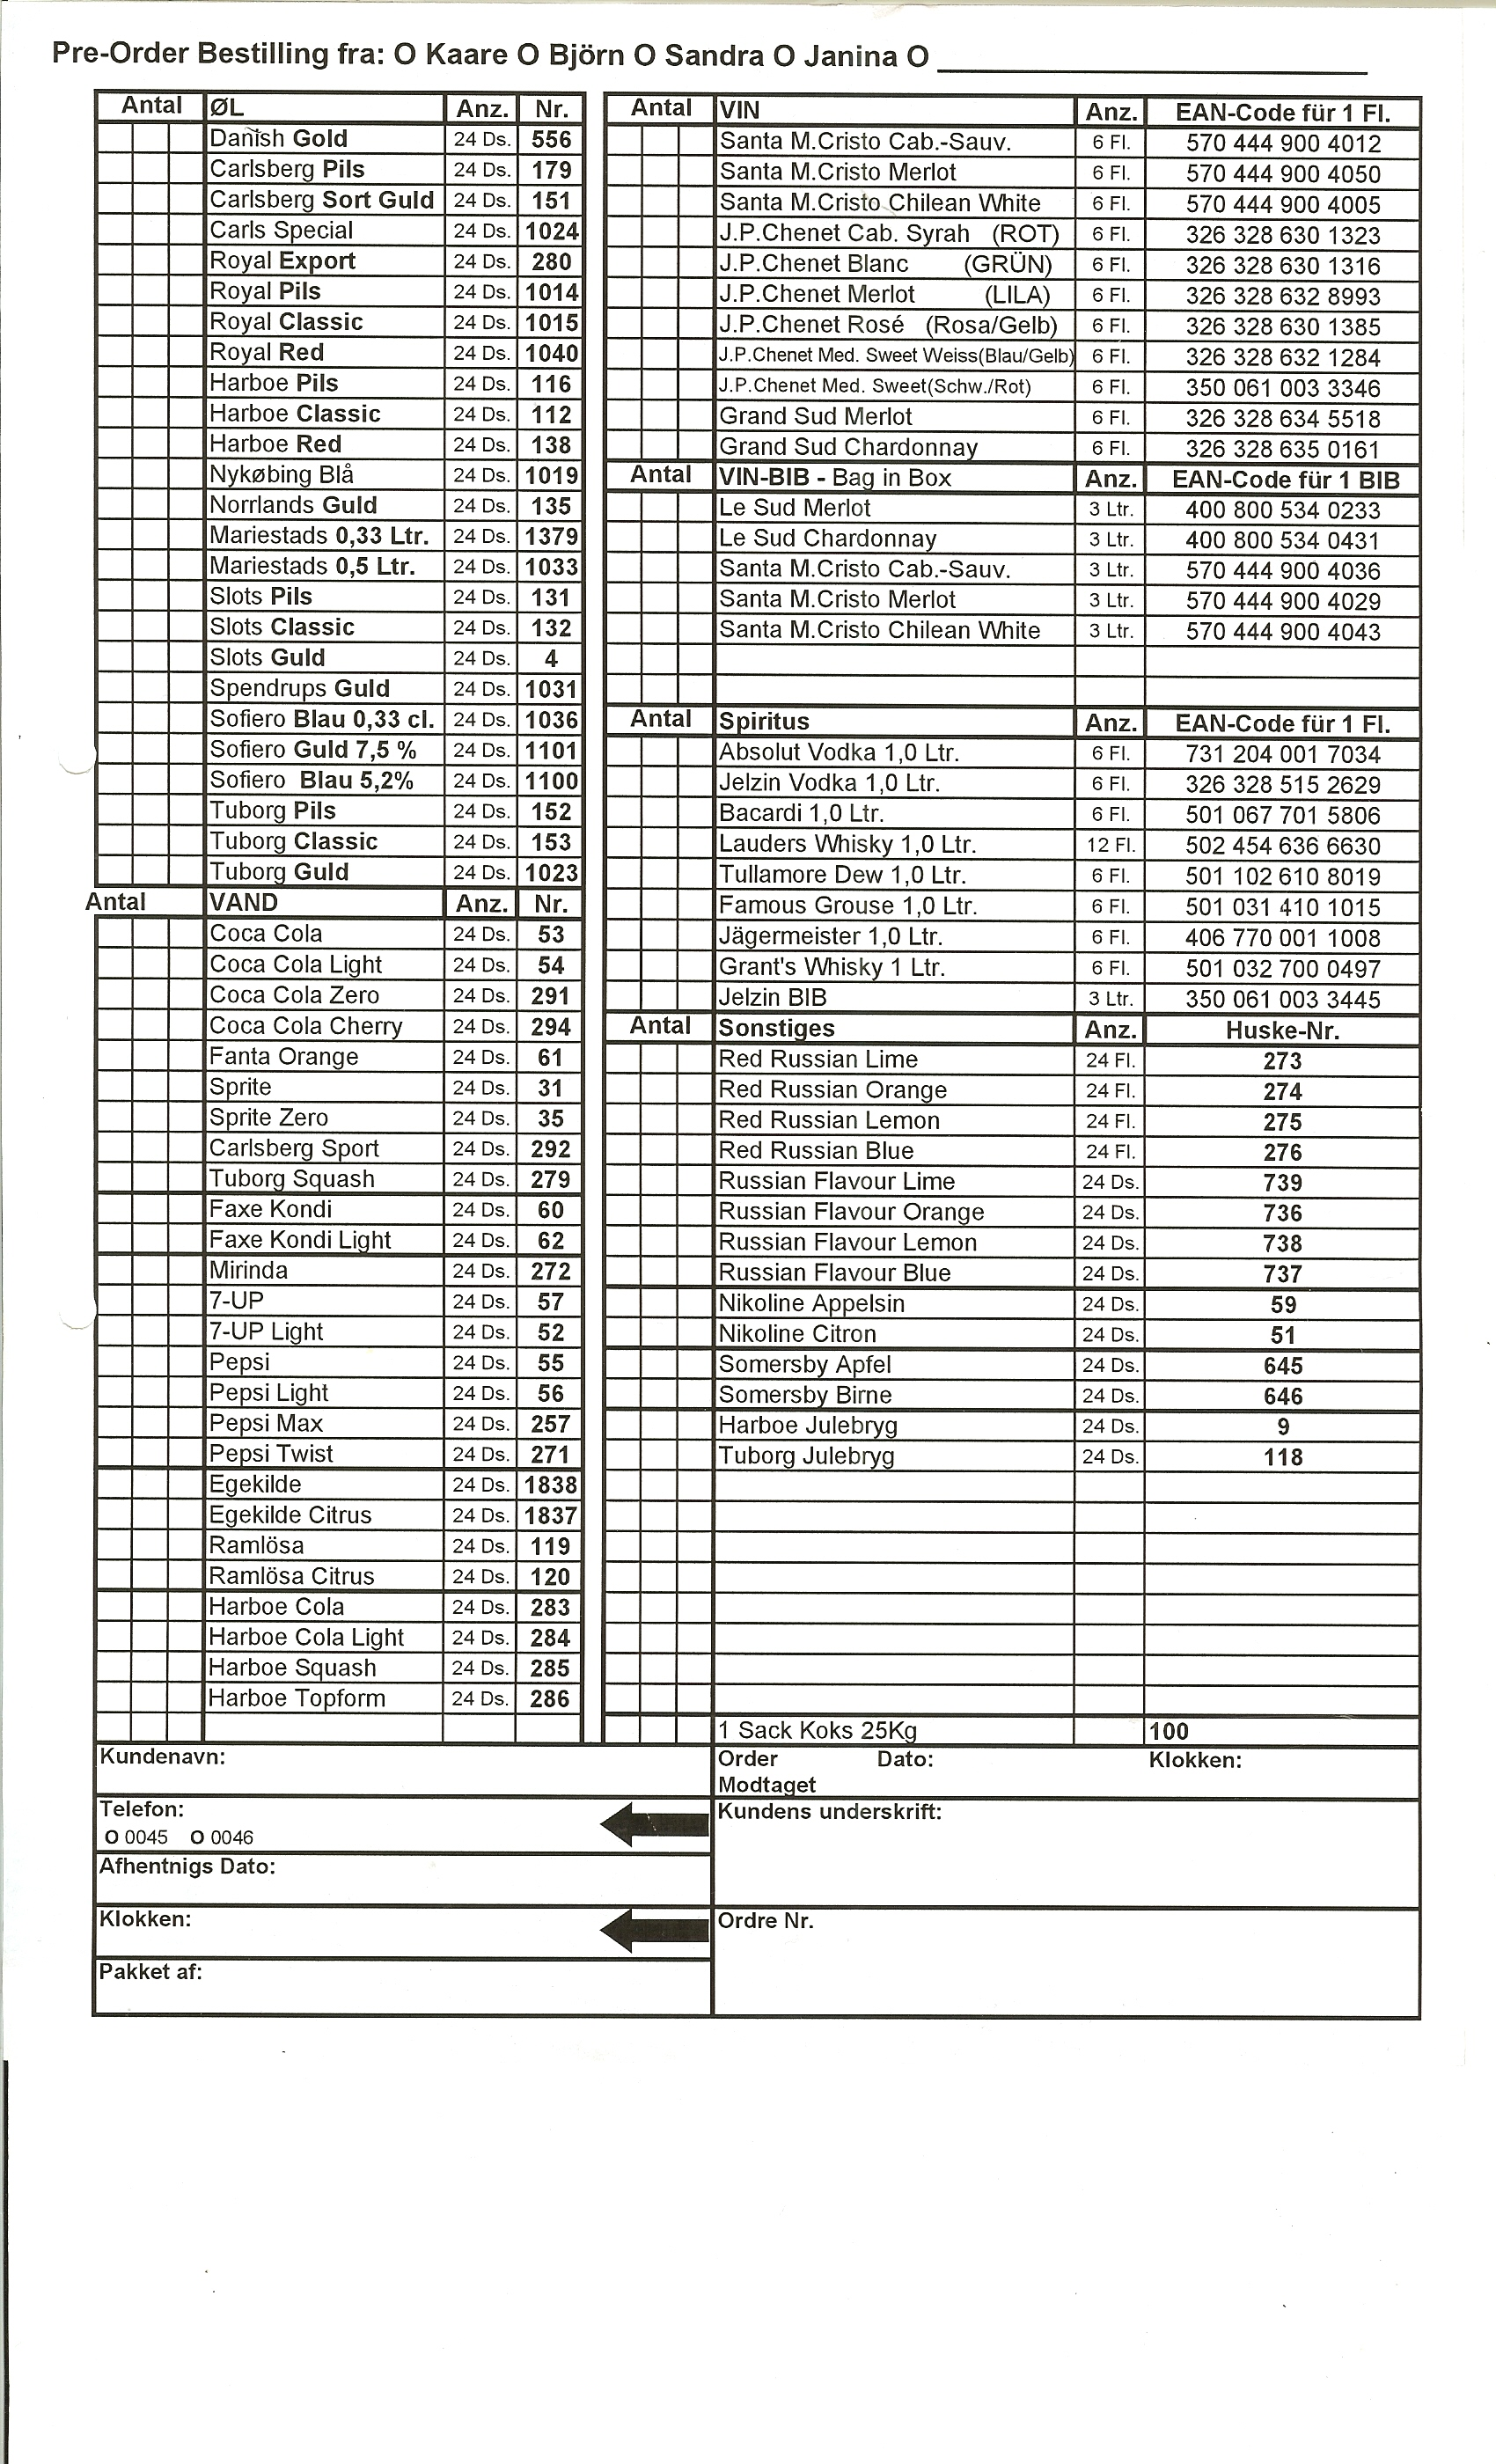 Pre-Order Bestilling fra: O Kaare O Björn O Sandra O Janina O
Antal ØL Anz. Nr.
Danish Gold 24 Ds. 556
Carlsberg Pils 24 Ds. 179
Carlsberg Sort Guld 24 Ds. 151
Carls Special 24 Ds. 1024
Royal Export 24 Ds. 280
Royal Pils 24 Ds. 1014
Royal Classic 24 Ds. 1015
Royal Red 24 Ds. 1040
Harboe Pils 24 Ds. 116
Harboe Classic 24 Ds. 112
Harboe Red 24 Ds. 138
Nykøbing Blå 24 Ds. 1019
Norrlands Guld 24 Ds. 135
Mariestads 0,33 Ltr. 24 Ds. 1379
Mariestads 0,5 Ltr. 24 Ds. 1033
Slots Pils 24 Ds. 131
Slots Classic 24 Ds. 132
Slots Guld 24 Ds. 4
Spendrups Guld 24 Ds. 1031
Sofiero Blau 0,33 cl. 24 Ds. 1036
Sofiero Guld 7,5 % 24 Ds. 1101
Sofiero Blau 5,2% 24 Ds. 1100
Tuborg Pils 24 Ds. 152
Tuborg Classic 24 Ds. 153
Tuborg Guld 24 Ds. 1023
Antal VAND Anz. Nr.
Coca Cola 24 Ds. 53
Coca Cola Light 24 Ds. 54
Coca Cola Zero 24 Ds. 291
Coca Cola Cherry 24 Ds. 294
Fanta Orange 24 Ds. 61
Sprite 24 Ds. 31
Sprite Zero 24 Ds. 35
Carlsberg Sport 24 Ds. 292
Tuborg Squash 24 Ds. 279
Faxe Kondi 24 Ds. 60
Faxe Kondi Light 24 Ds. 62
Mirinda 24 Ds. 272
7-UP 24 Ds. 57
7-UP Light 24 Ds. 52
Pepsi 24 Ds. 55
Pepsi Light 24 Ds. 56
Pepsi Max 24 Ds. 257
Pepsi Twist 24 Ds. 271
Egekilde 24 Ds. 1838
Egekilde Citrus 24 Ds. 1837
Ramlösa 24 Ds. 119
Ramlösa Citrus 24 Ds. 120
Harboe Cola 24 Ds. 283
Harboe Cola Light 24 Ds. 284
Harboe Squash 24 Ds. 285
Harboe Topform 24 Ds. 286
Antal VIN Anz. EAN-Code für 1 Fl.
Santa M.Cristo Cab.-Sauv. 6 Fl. 570 444 900 4012
Santa M.Cristo Merlot 6 Fl. 570 444 900 4050
Santa M.Cristo Chilean White 6 Fl. 570 444 900 4005
J.P.Chenet Cab. Syrah (ROT) 6 Fl. 326 328 630 1323
J.P.Chenet Blanc (GRÜN) 6 Fl. 326 328 630 1316
J.P.Chenet Merlot (LILA) 6 Fl. 326 328 632 8993
J.P.Chenet Rosé (Rosa/Gelb) 6 Fl. 326 328 630 1385
J.P.Chenet Med. Sweet Weiss(Blau/Gelb) 6 Fl. 326 328 632 1284
J.P.Chenet Med. Sweet(Schw./Rot) 6 Fl. 350 061 003 3346
Grand Sud Merlot 6 Fl. 326 328 634 5518
Grand Sud Chardonnay 6 Fl. 326 328 635 0161
Antal VIN-BIB - Bag in Box Anz. EAN-Code für 1 BIB
Le Sud Merlot 3 Ltr. 400 800 534 0233
Le Sud Chardonnay 3 Ltr. 400 800 534 0431
Santa M.Cristo Cab.-Sauv. 3 Ltr. 570 444 900 4036
Santa M.Cristo Merlot 3 Ltr. 570 444 900 4029
Santa M.Cristo Chilean White 3 Ltr. 570 444 900 4043
Antal Spiritus Anz. EAN-Code für 1 Fl.
Absolut Vodka 1,0 Ltr. 6 Fl. 731 204 001 7034
Jelzin Vodka 1,0 Ltr. 6 Fl. 326 328 515 2629
Bacardi 1,0 Ltr. 6 Fl. 501 067 701 5806
Lauders Whisky 1,0 Ltr. 12 Fl. 502 454 636 6630
Tullamore Dew 1,0 Ltr. 6 Fl. 501 102 610 8019
Famous Grouse 1,0 Ltr. 6 Fl. 501 031 410 1015
Jägermeister 1,0 Ltr. 6 Fl. 406 770 001 1008
Grant's Whisky 1 Ltr. 6 Fl. 501 032 700 0497
Jelzin BIB 3 Ltr. 350 061 003 3445
Antal Sonstiges Anz. Huske-Nr.
Red Russian Lime 24 Fl. 273
Red Russian Orange 24 Fl. 274
Red Russian Lemon 24 Fl. 275
Red Russian Blue 24 Fl. 276
Russian Flavour Lime 24 Ds. 739
Russian Flavour Orange 24 Ds. 736
Russian Flavour Lemon 24 Ds. 738
Russian Flavour Blue 24 Ds. 737
Nikoline Appelsin 24 Ds. 59
Nikoline Citron 24 Ds. 51
Somersby Apfel 24 Ds. 645
Somersby Birne 24 Ds. 646
Harboe Julebryg 24 Ds. 9
Tuborg Julebryg 24 Ds. 118
1 Sack Koks 25Kg 100
Kundenavn:
Telefon:
O 0045 O 0046
Afhentnigs Dato:
Klokken:
Pakket af:
Order Dato: Klokken:
Modtaget
Kundens underskrift:
Ordre Nr.